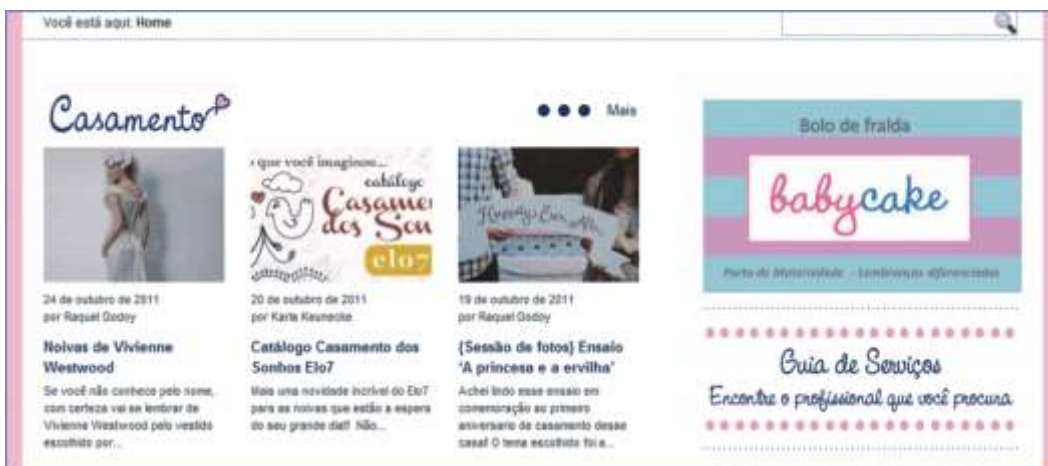 Você está aqui: Home
Casamento
Mais
que você imaginou...
catálogo
Casame
dos Son
elo7
24 de outubro de 2011
por Raquel Godoy
Noivas de Vivienne
Westwood
Se você não conhece pelo nome,
com certeza vai se lembrar de
Vivienne Westwood pelo vestido
escolhido por...
20 de outubro de 2011
por Karla Keunecke
Catálogo Casamento dos
Sonhos Elo7
Mais uma novidade incrível do Elo7
para as noivas que estão a espera
do seu grande dia!! Não...
19 de outubro de 2011
por Raquel Godoy
{Sessão de fotos} Ensaio
'A princesa e a ervilha'
Achei lindo esse ensaio em
comemoração ao primeiro
aniversario de casamento desse
casal! O tema escolhido foi a...
Bolo de fralda
babycake
Porta de Maternidade - Lembranças diferenciadas
Guia de Serviços
Encontre o profissional que você procura